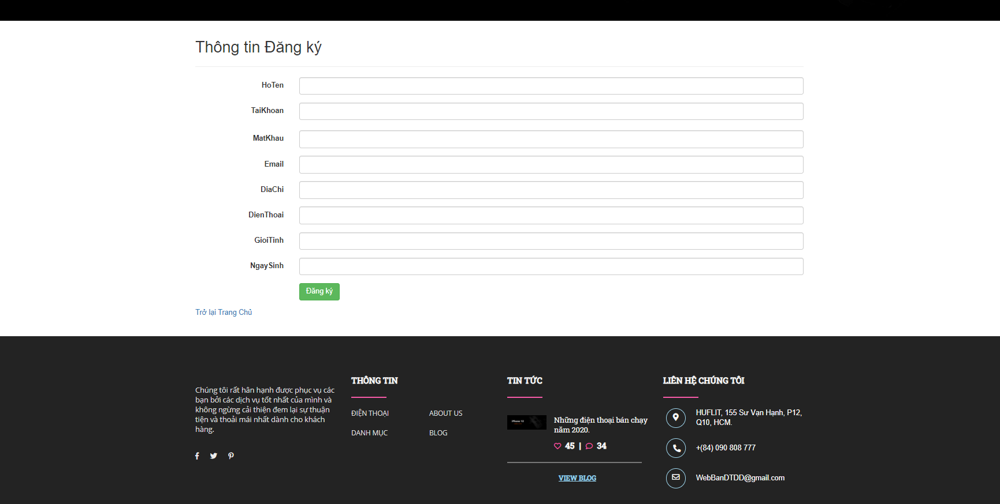 Thông tin Đăng ký
HoTen
TaiKhoan
MatKhau
Email
DiaChi
DienThoai
GioiTinh
NgaySinh
Đăng ký
Trở lại Trang Chủ
Chúng tôi rất hân hạnh được phục vụ các
bạn bởi các dịch vụ tốt nhất của mình và
không ngừng cải thiện đem lại sự thuận
tiện và thoải mái nhất dành cho khách
hàng.
THÔNG TIN
ĐIỆN THOẠI
ABOUT US
DANH MỤC
BLOG
TIN TỨC
iPhone 12
Những điện thoại bán chạy
năm 2020.
45 | 34
VIEW BLOG
LIÊN HỆ CHÚNG TÔI
HUFLIT, 155 Sư Vạn Hạnh, P12,
Q10, HCM.
+(84) 090 808 777
WebBanDTDD@gmail.com